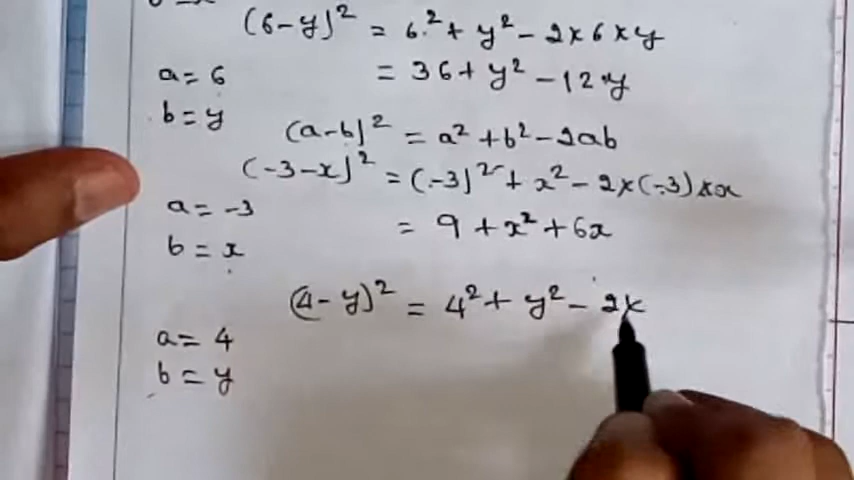 (6-y)² = 6² + y² - 2×6×y
a = 6 = 36 + y² - 12y
b = y
(a-b)² = a² + b² - 2ab
(-3-x)² = (-3)² + x² - 2×(-3)×x
a = -3
= 9 + x² + 6x
b = x
(4-y)² = 4² + y² - 2×
a = 4
b = y